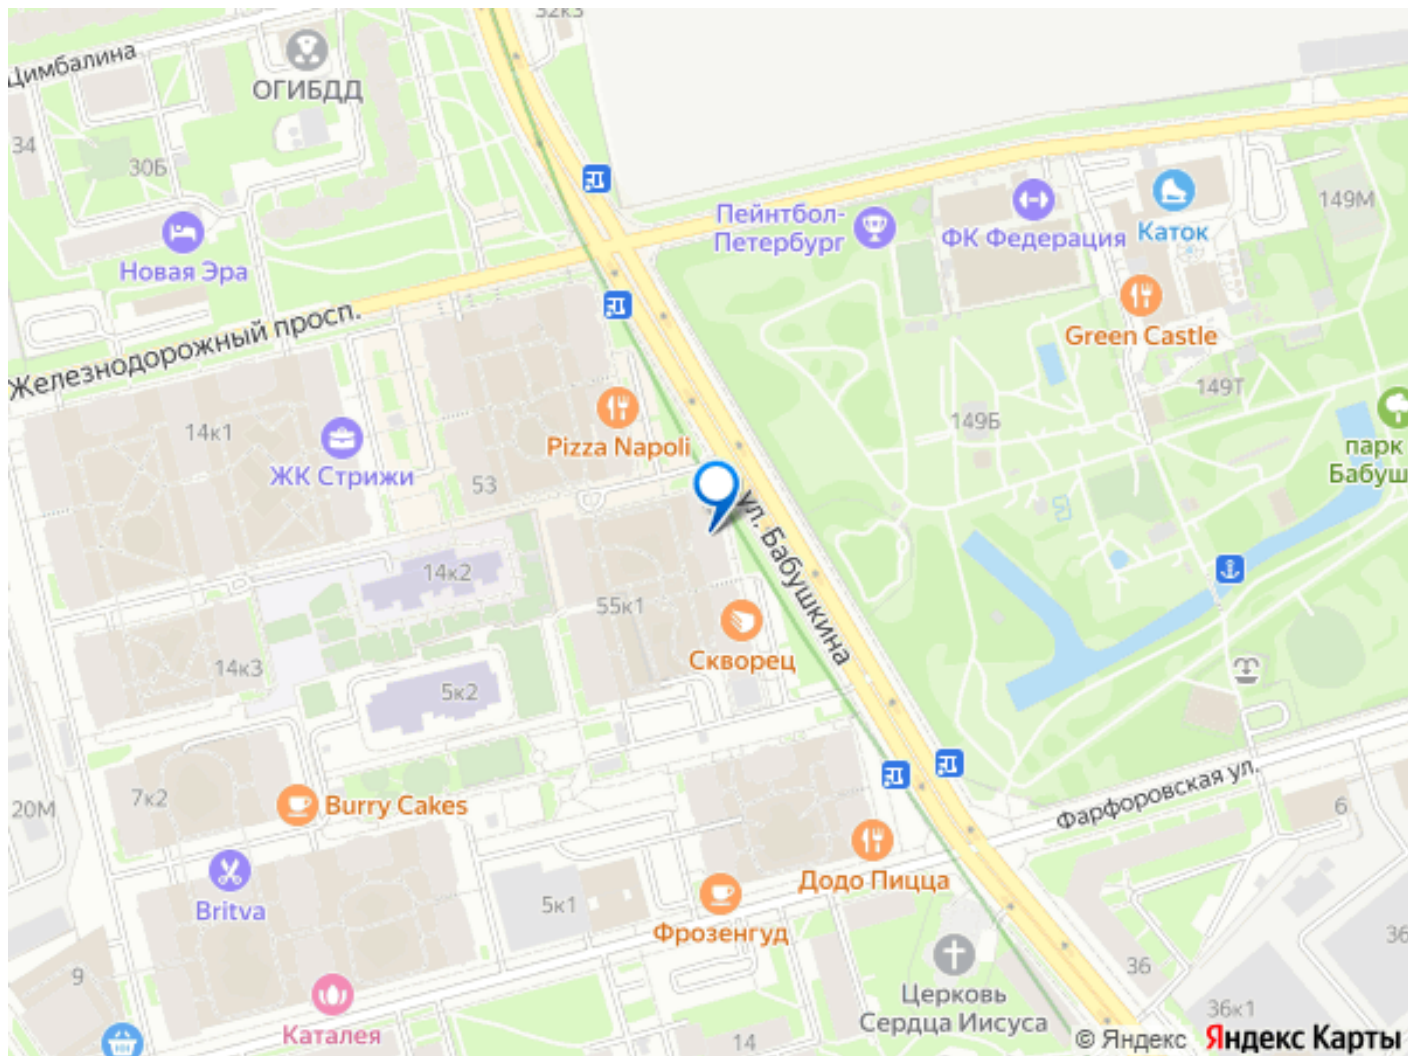 32к3
Цимбалина
ОГИБДД
34
30Б
Новая Эра
Пейнтбол-
Петербург
ФК Федерация
Каток
149М
Железнодорожный просп.
Green Castle
149Т
149Б
парк
Бабуш
14к1
ЖК Стрижи
Pizza Napoli
53
ул. Бабушкина
14к2
55к1
Скворец
14к3
5к2
7к2
20М
Burry Cakes
Фарфоровская ул.
6
Britva
5к1
Додо Пицца
Фрозенгуд
9
Каталея
Церковь
Сердца Иисуса
36
36
36к1
14
© Яндекс Яндекс Карты